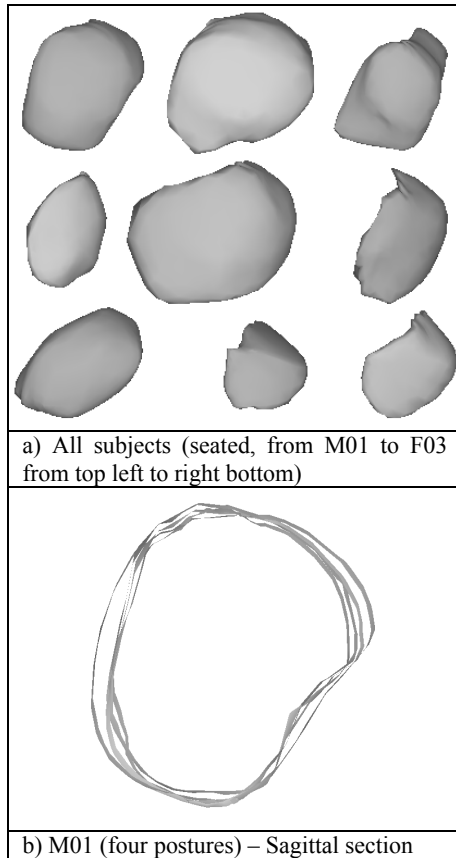 a) All subjects (seated, from M01 to F03
from top left to right bottom)
b) M01 (four postures) – Sagittal section